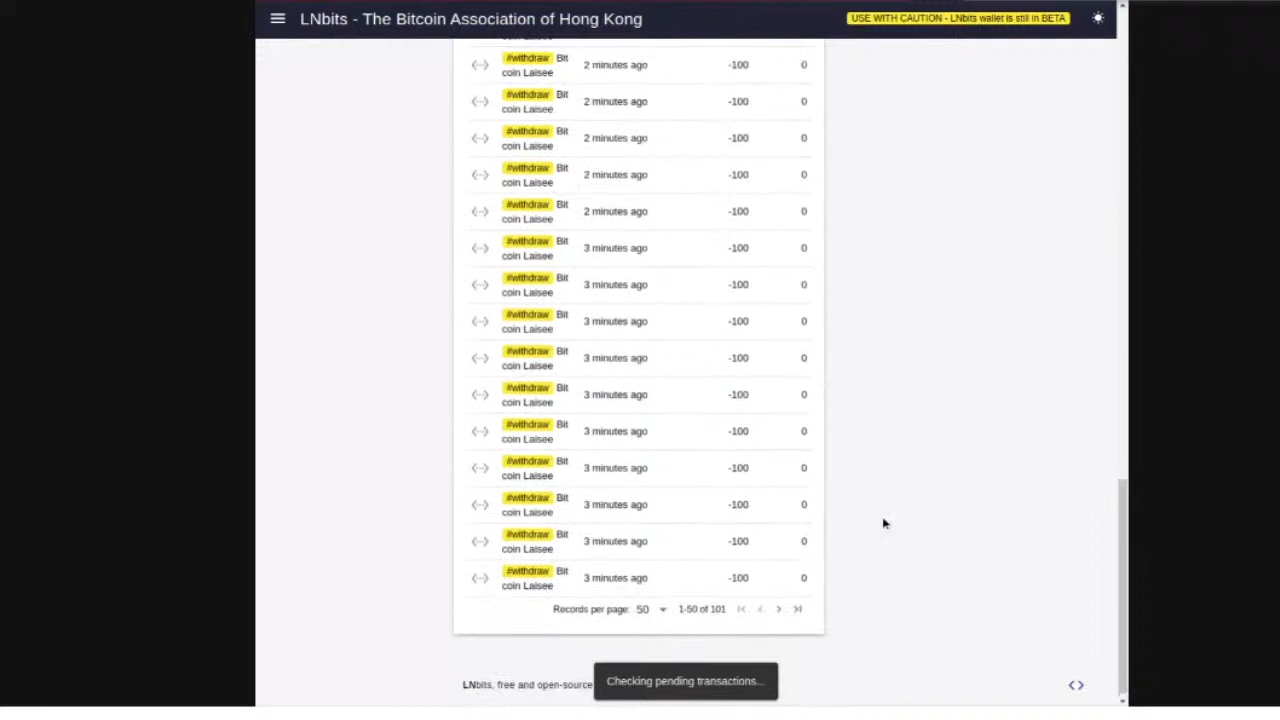 LNbits - The Bitcoin Association of Hong Kong USE WITH CAUTION - LNbits wallet is still in BETA
#withdraw Bit 2 minutes ago -100 0
coin Laisee
#withdraw Bit 2 minutes ago -100 0
coin Laisee
#withdraw Bit 2 minutes ago -100 0
coin Laisee
#withdraw Bit 2 minutes ago -100 0
coin Laisee
#withdraw Bit 2 minutes ago -100 0
coin Laisee
#withdraw Bit 3 minutes ago -100 0
coin Laisee
#withdraw Bit 3 minutes ago -100 0
coin Laisee
#withdraw Bit 3 minutes ago -100 0
coin Laisee
#withdraw Bit 3 minutes ago -100 0
coin Laisee
#withdraw Bit 3 minutes ago -100 0
coin Laisee
#withdraw Bit 3 minutes ago -100 0
coin Laisee
#withdraw Bit 3 minutes ago -100 0
coin Laisee
#withdraw Bit 3 minutes ago -100 0
coin Laisee
#withdraw Bit 3 minutes ago -100 0
coin Laisee
#withdraw Bit 3 minutes ago -100 0
coin Laisee
Records per page: 50 1-50 of 101
Checking pending transactions...
LNbits, free and open-source